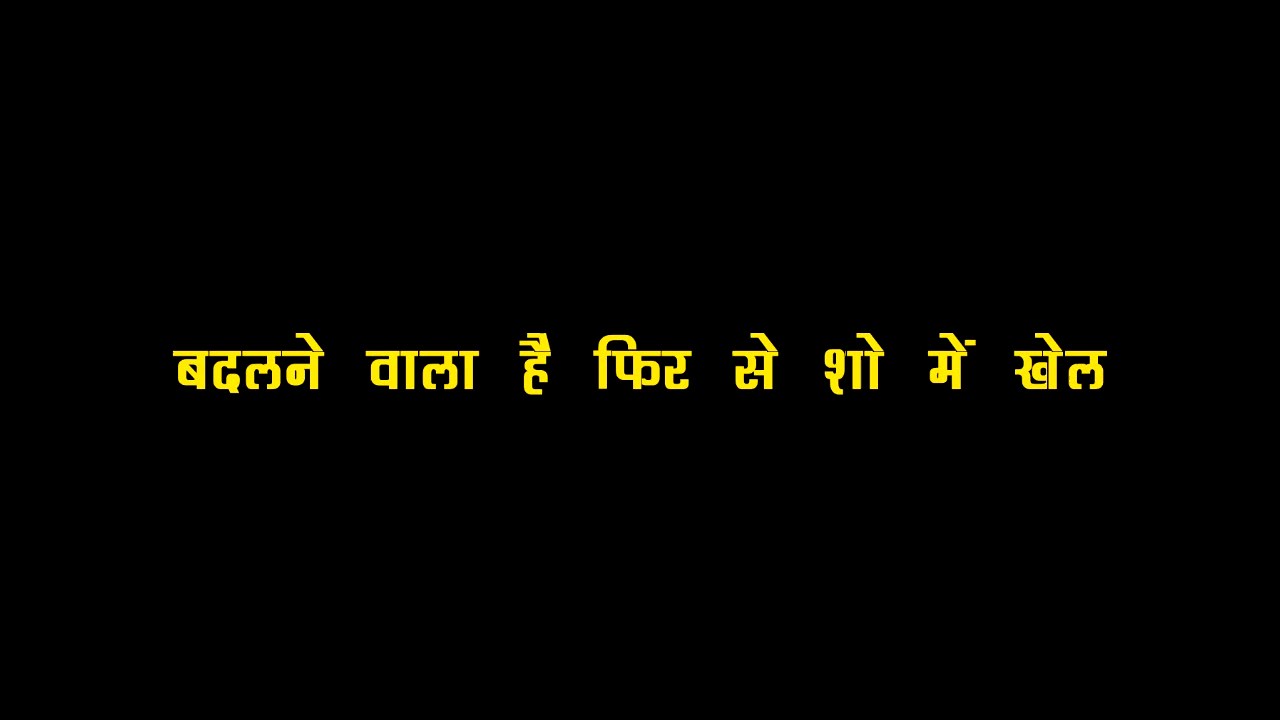 बदलने वाला है फिर से शो में खेल